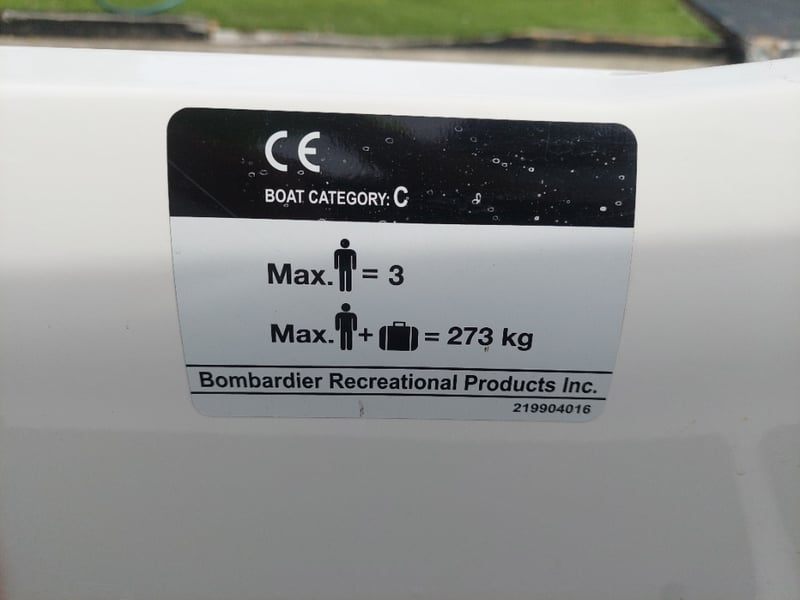 CE
BOAT CATEGORY: C
Max. = 3
Max. + = 273 kg
Bombardier Recreational Products Inc.
219904016